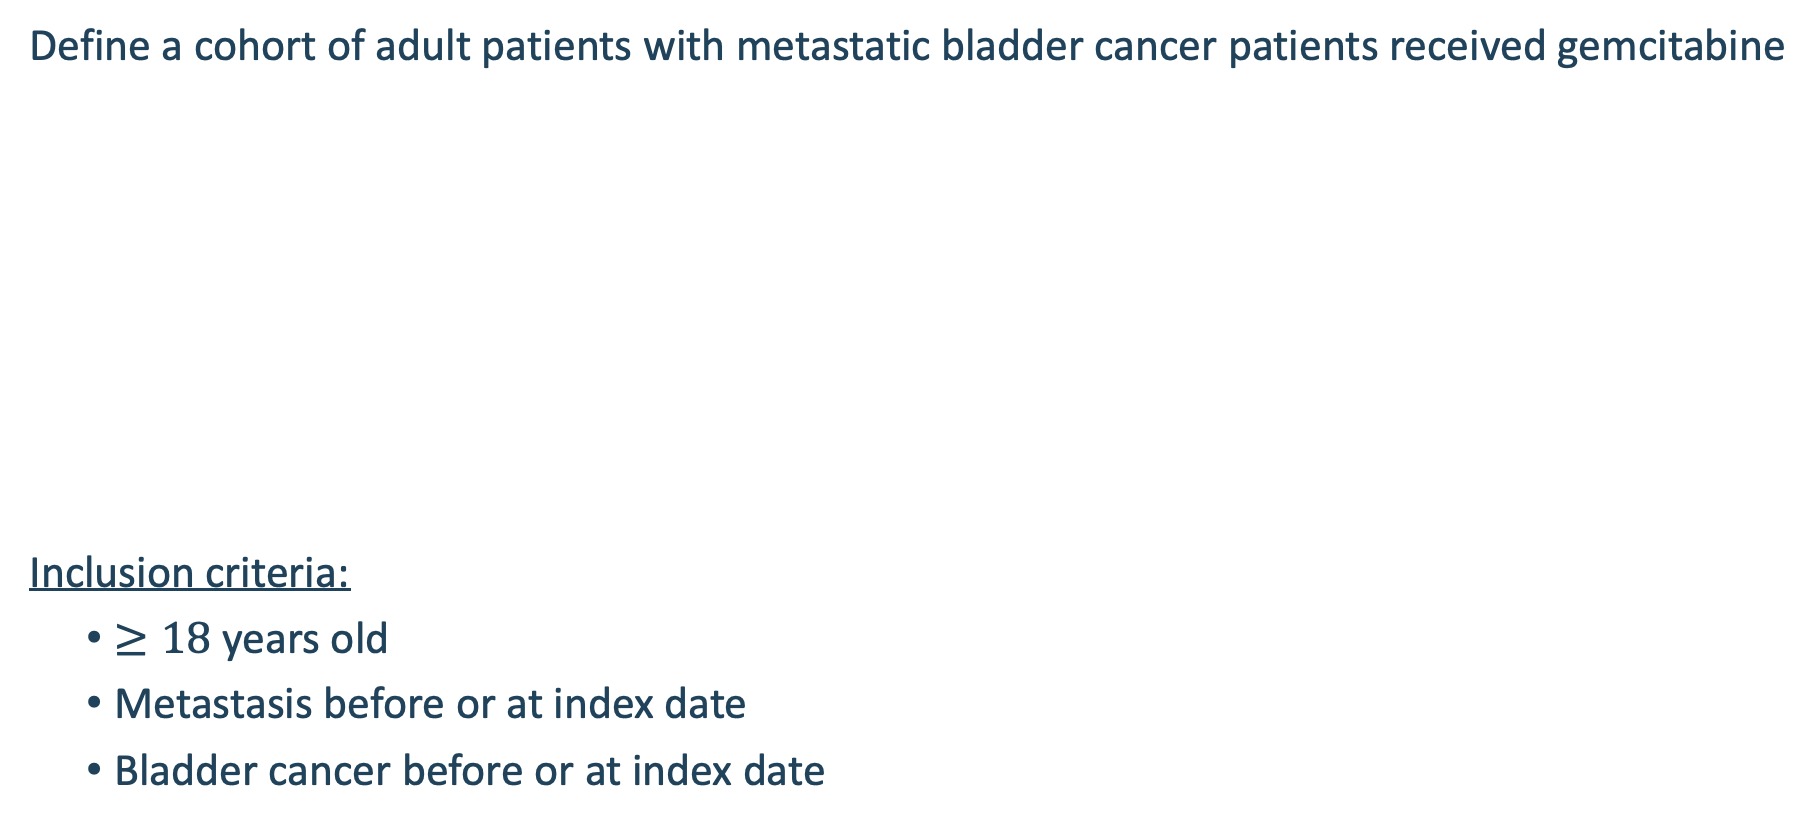 Define a cohort of adult patients with metastatic bladder cancer patients received gemcitabine
Inclusion criteria:
• ≥ 18 years old
• Metastasis before or at index date
• Bladder cancer before or at index date